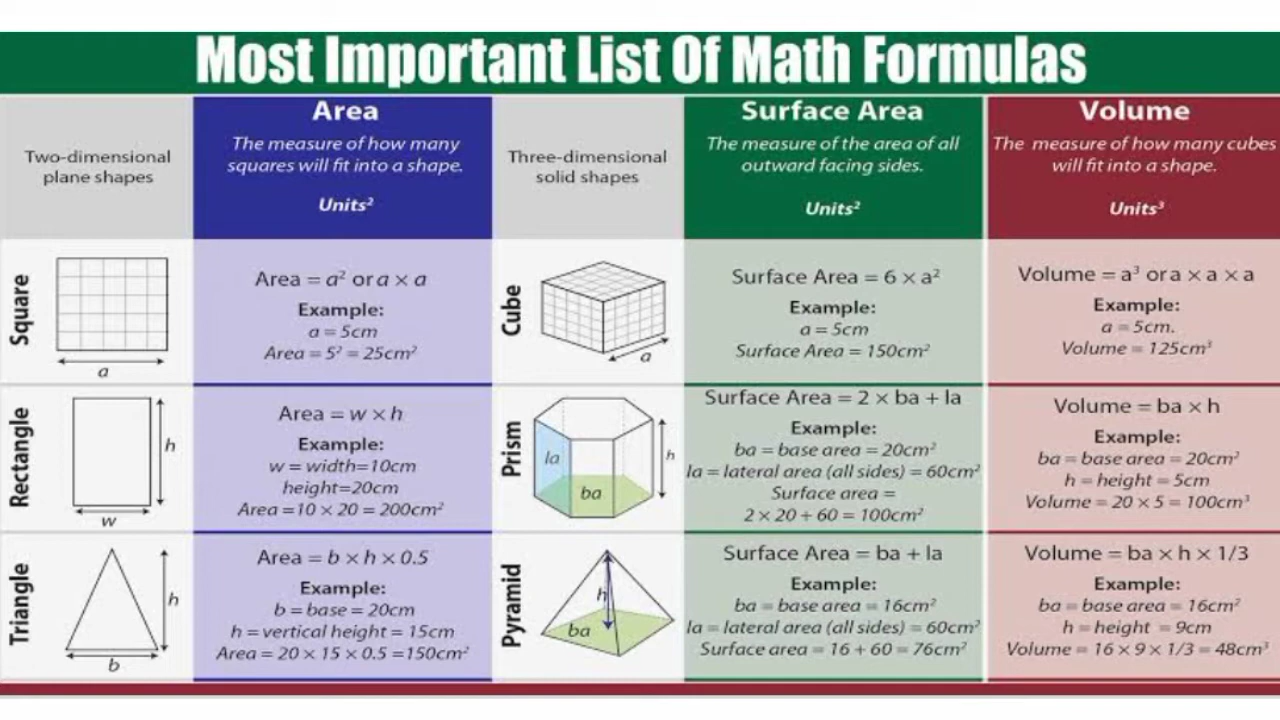 Most Important List Of Math Formulas
Two-dimensional
plane shapes
Area
The measure of how many
squares will fit into a shape.
Units²
Three-dimensional
solid shapes
Surface Area
The measure of the area of all
outward facing sides.
Units²
Volume
The measure of how many cubes
will fit into a shape.
Units³
Square
a
Area = a² or a × a
Example:
a = 5cm
Area = 5² = 25cm²
Cube
a
Surface Area = 6 × a²
Example:
a = 5cm
Surface Area = 150cm²
Volume = a³ or a × a × a
Example:
a = 5cm.
Volume = 125cm³
Rectangle
h
w
Area = w × h
Example:
w = width=10cm
height=20cm
Area =10 × 20 = 200cm²
Prism
la
h
ba
Surface Area = 2 × ba + la
Example:
ba = base area = 20cm²
la = lateral area (all sides) = 60cm²
Surface area =
2 × 20 + 60 = 100cm²
Volume = ba × h
Example:
ba = base area = 20cm²
h = height = 5cm
Volume = 20 × 5 = 100cm³
Triangle
h
b
Area = b × h × 0.5
Example:
b = base = 20cm
h = vertical height = 15cm
Area = 20 × 15 × 0.5 =150cm²
Pyramid
h
ba
Surface Area = ba + la
Example:
ba = base area = 16cm²
la = lateral area (all sides) = 60cm²
Surface area = 16 + 60 = 76cm²
Volume = ba × h × 1/3
Example:
ba = base area = 16cm²
h = height = 9cm
Volume = 16 × 9 × 1/3 = 48cm³